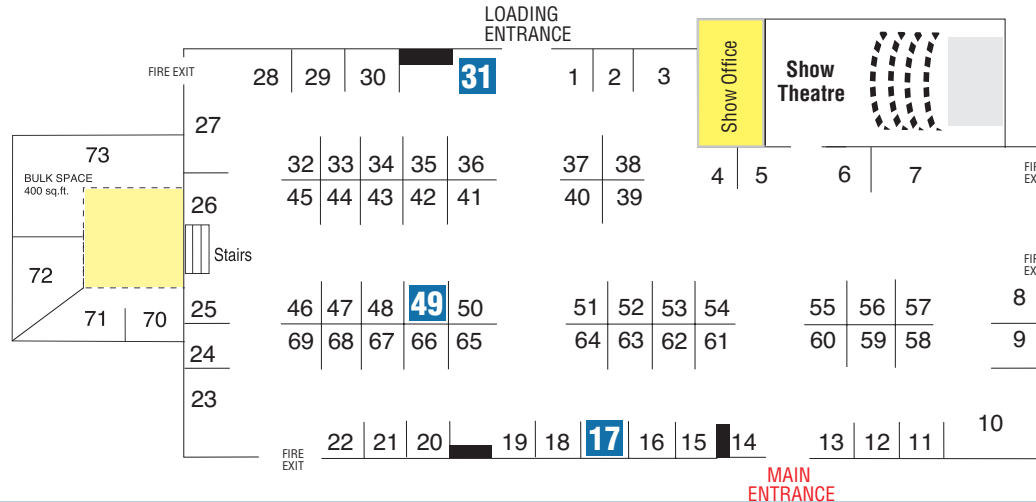 LOADING
ENTRANCE
FIRE EXIT
28 29 30 31 1 2 3
Show Office
Show
Theatre
27
73
BULK SPACE
400 sq.ft.
32 33 34 35 36 37 38
4 5 6 7
45 44 43 42 41 40 39
26
Stairs
72
25
71 70
46 47 48 49 50 51 52 53 54 55 56 57
8
69 68 67 66 65 64 63 62 61 60 59 58
9
24
23
22 21 20 19 18 17 16 15 14 13 12 11 10
FIRE
EXIT
MAIN
ENTRANCE